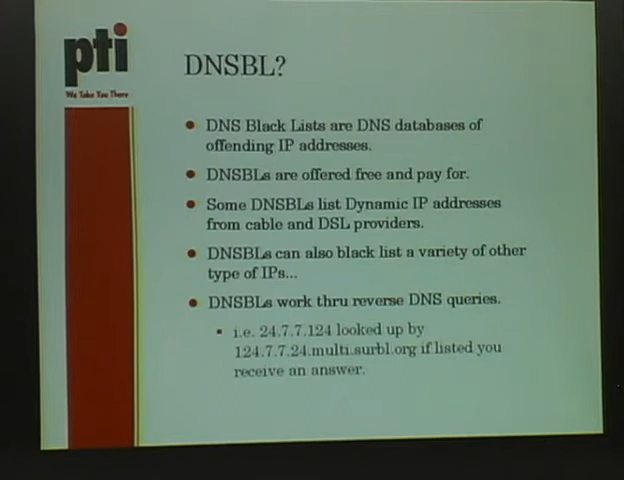 pti
We Take You There
DNSBL?
DNS Black Lists are DNS databases of
offending IP addresses.
DNSBLs are offered free and pay for.
Some DNSBLs list Dynamic IP addresses
from cable and DSL providers.
DNSBLs can also black list a variety of other
type of IPs...
DNSBLs work thru reverse DNS queries.
i.e. 24.7.7.124 looked up by
124.7.7.24.multi.surbl.org if listed you
receive an answer.